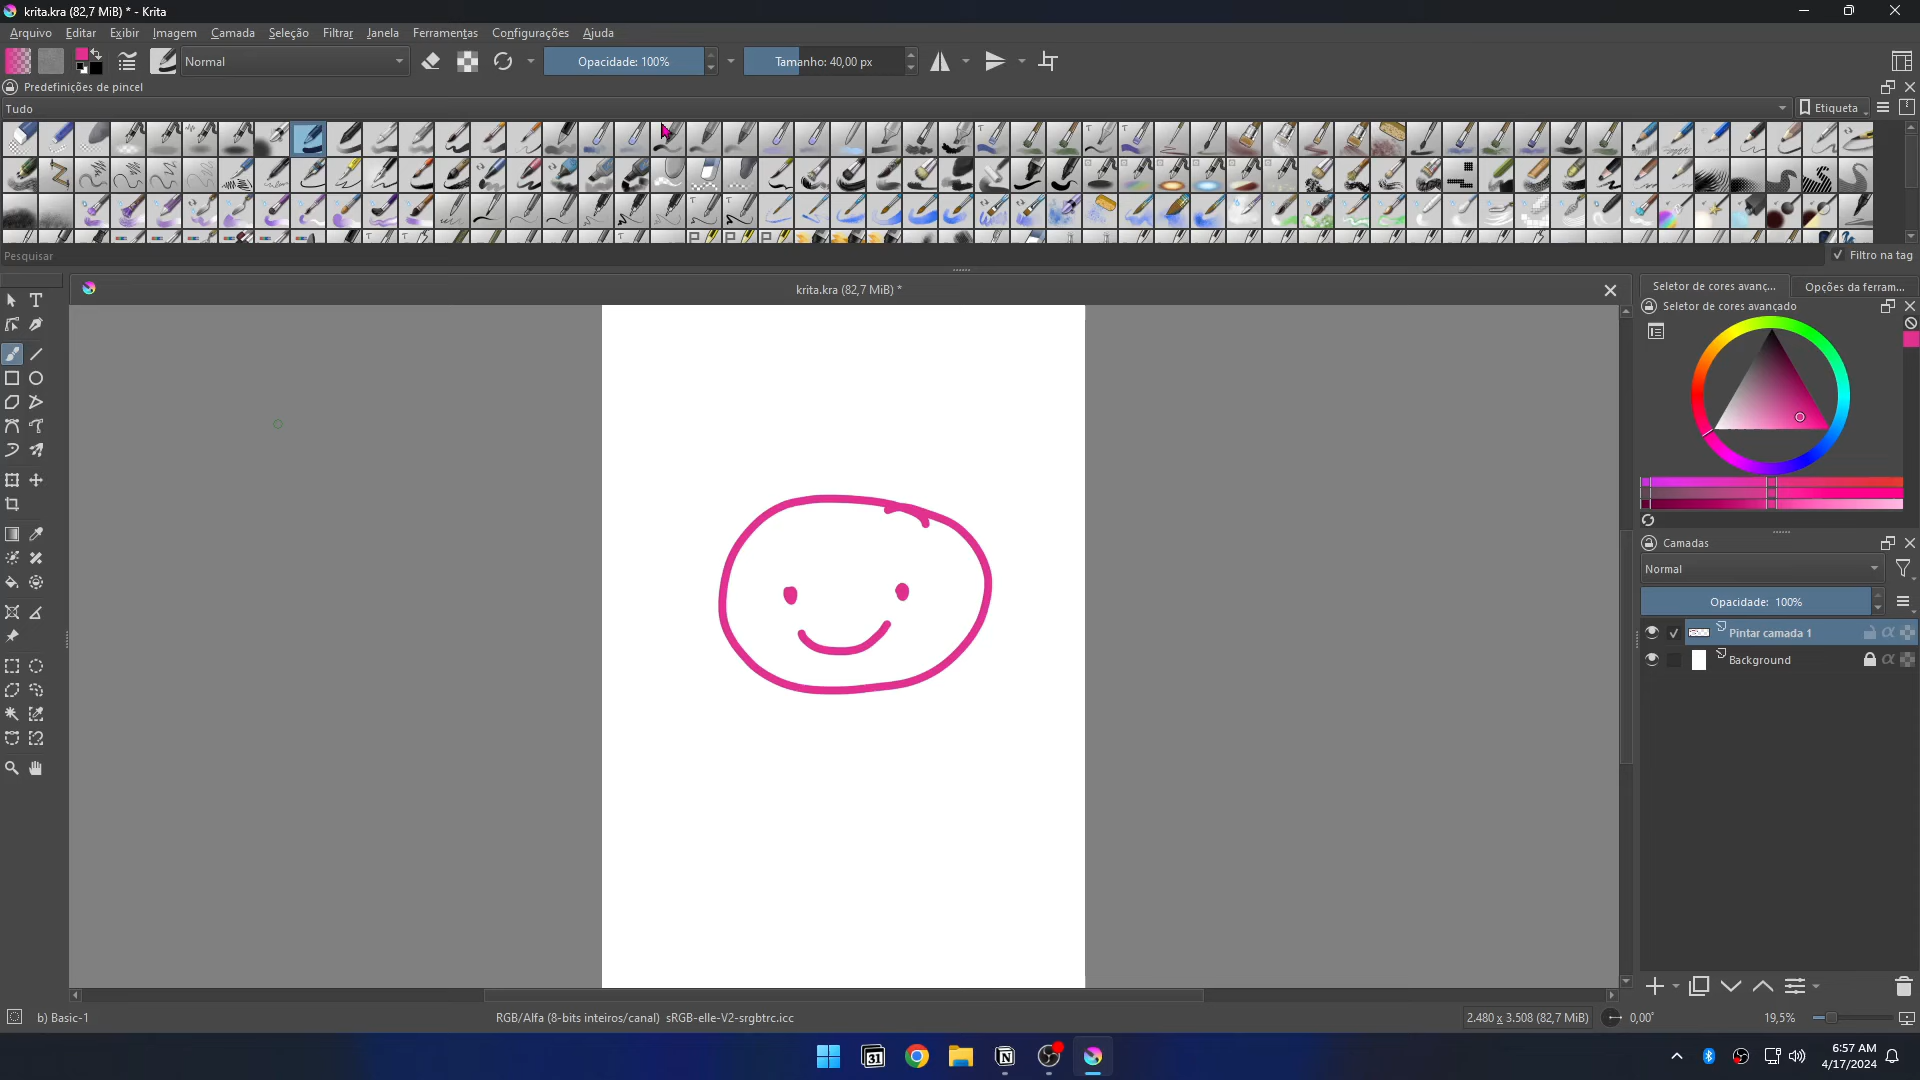 krita.kra (82,7 MiB) * - Krita
Arquivo Editar Exibir Imagem Camada Seleção Filtrar Janela Ferramentas Configurações Ajuda
Normal Opacidade: 100% Tamanho: 40,00 px
Predefinições de pincel
Tudo Etiqueta
Pesquisar Filtro na tag
krita.kra (82,7 MiB) *
Seletor de cores avanç... Opções da ferram...
Seletor de cores avançado
Camadas
Normal
Opacidade: 100%
Pintar camada 1
Background
b) Basic-1 RGB/Alfa (8-bits inteiros/canal) sRGB-elle-V2-srgbtrc.icc 2.480 x 3.508 (82,7 MiB) 0,00° 19,5%
31
6:57 AM
4/17/2024